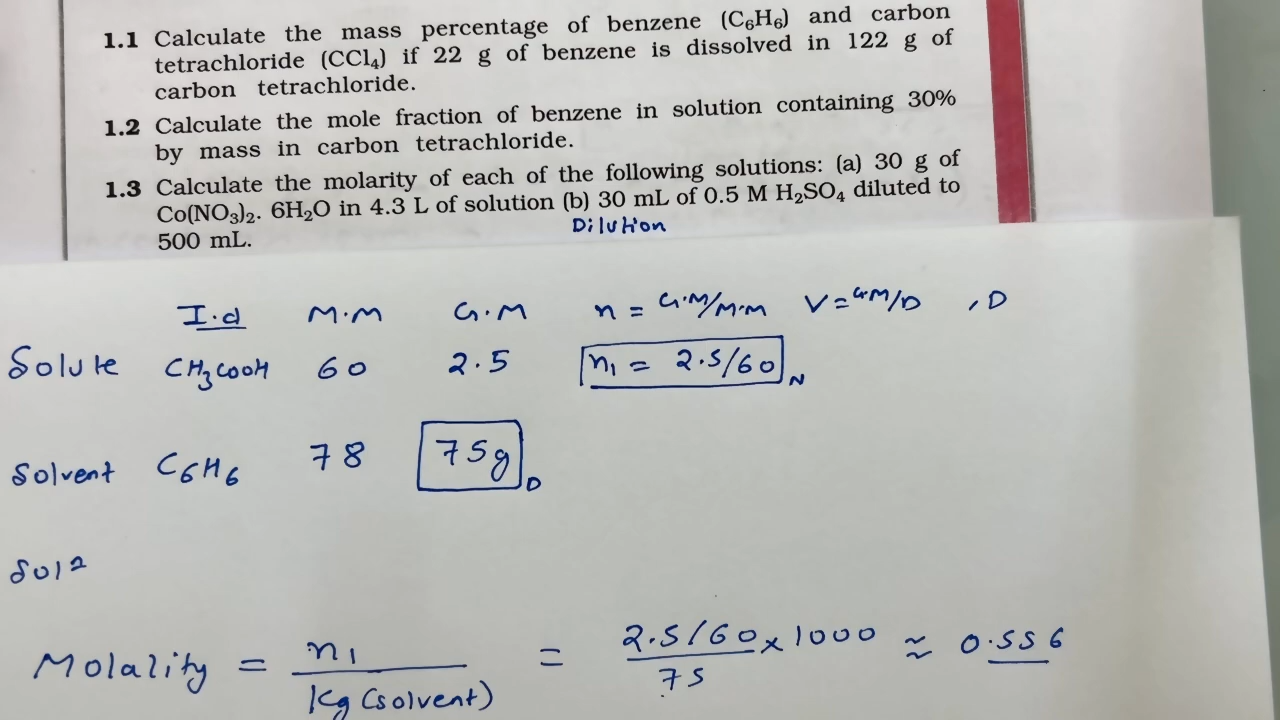 1.1 Calculate the mass percentage of benzene (C₆H₆) and carbon
tetrachloride (CCl₄) if 22 g of benzene is dissolved in 122 g of
carbon tetrachloride.
1.2 Calculate the mole fraction of benzene in solution containing 30%
by mass in carbon tetrachloride.
1.3 Calculate the molarity of each of the following solutions: (a) 30 g of
Co(NO₃)₂. 6H₂O in 4.3 L of solution (b) 30 mL of 0.5 M H₂SO₄ diluted to
500 mL.
Dilution
I.d M.M G.M n = G.M/M.M V = GM/D , D
Solute CH₃COOH 60 2.5 n₁ = 2.5/60 N
Solvent C₆H₆ 78 75g D
Solⁿ
Molality = n₁ / Kg (solvent) = 2.5/60 x 1000 / 75 ≈ 0.556